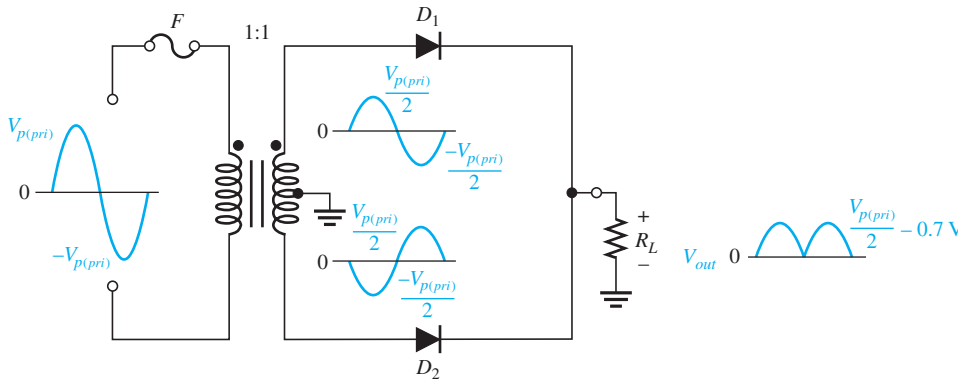 F
1:1
D1
Vp(pri)
0
–Vp(pri)
Vp(pri)
2
0
–Vp(pri)
2
Vp(pri)
2
0
–Vp(pri)
2
D2
+
RL
–
Vout
0
Vp(pri)
2
– 0.7 V